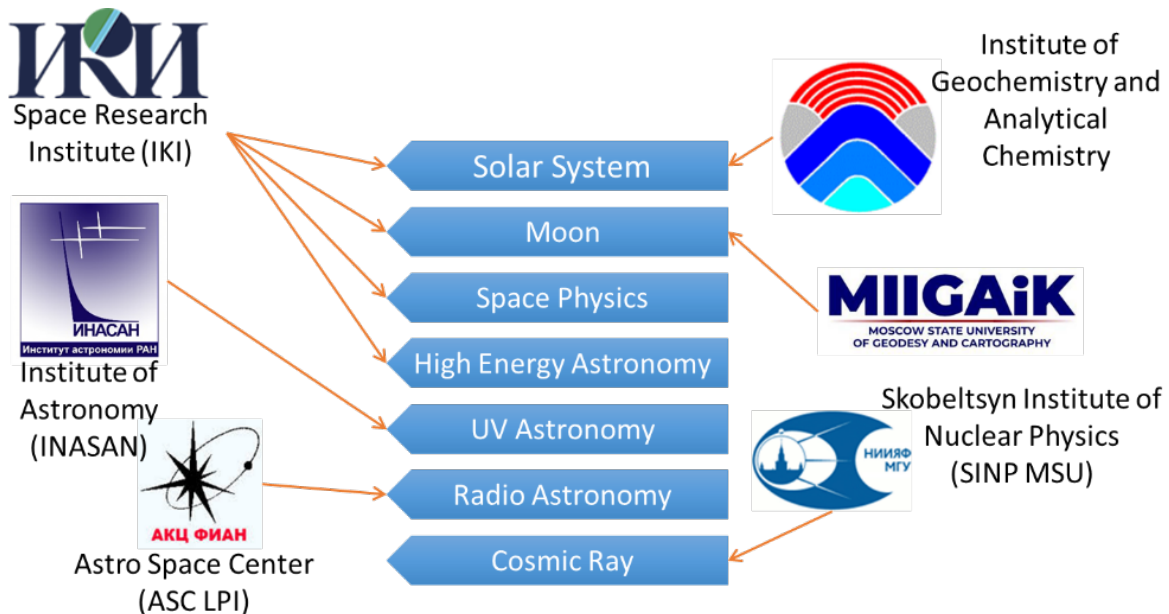 ИКИ
Space Research
Institute (IKI)
ИНАСАН
Институт астрономии РАН
Institute of
Astronomy
(INASAN)
АКЦ ФИАН
Astro Space Center
(ASC LPI)
Solar System
Moon
Space Physics
High Energy Astronomy
UV Astronomy
Radio Astronomy
Cosmic Ray
Institute of
Geochemistry and
Analytical
Chemistry
MIIGAiK
MOSCOW STATE UNIVERSITY
OF GEODESY AND CARTOGRAPHY
Skobeltsyn Institute of
Nuclear Physics
(SINP MSU)
НИИЯФ
МГУ